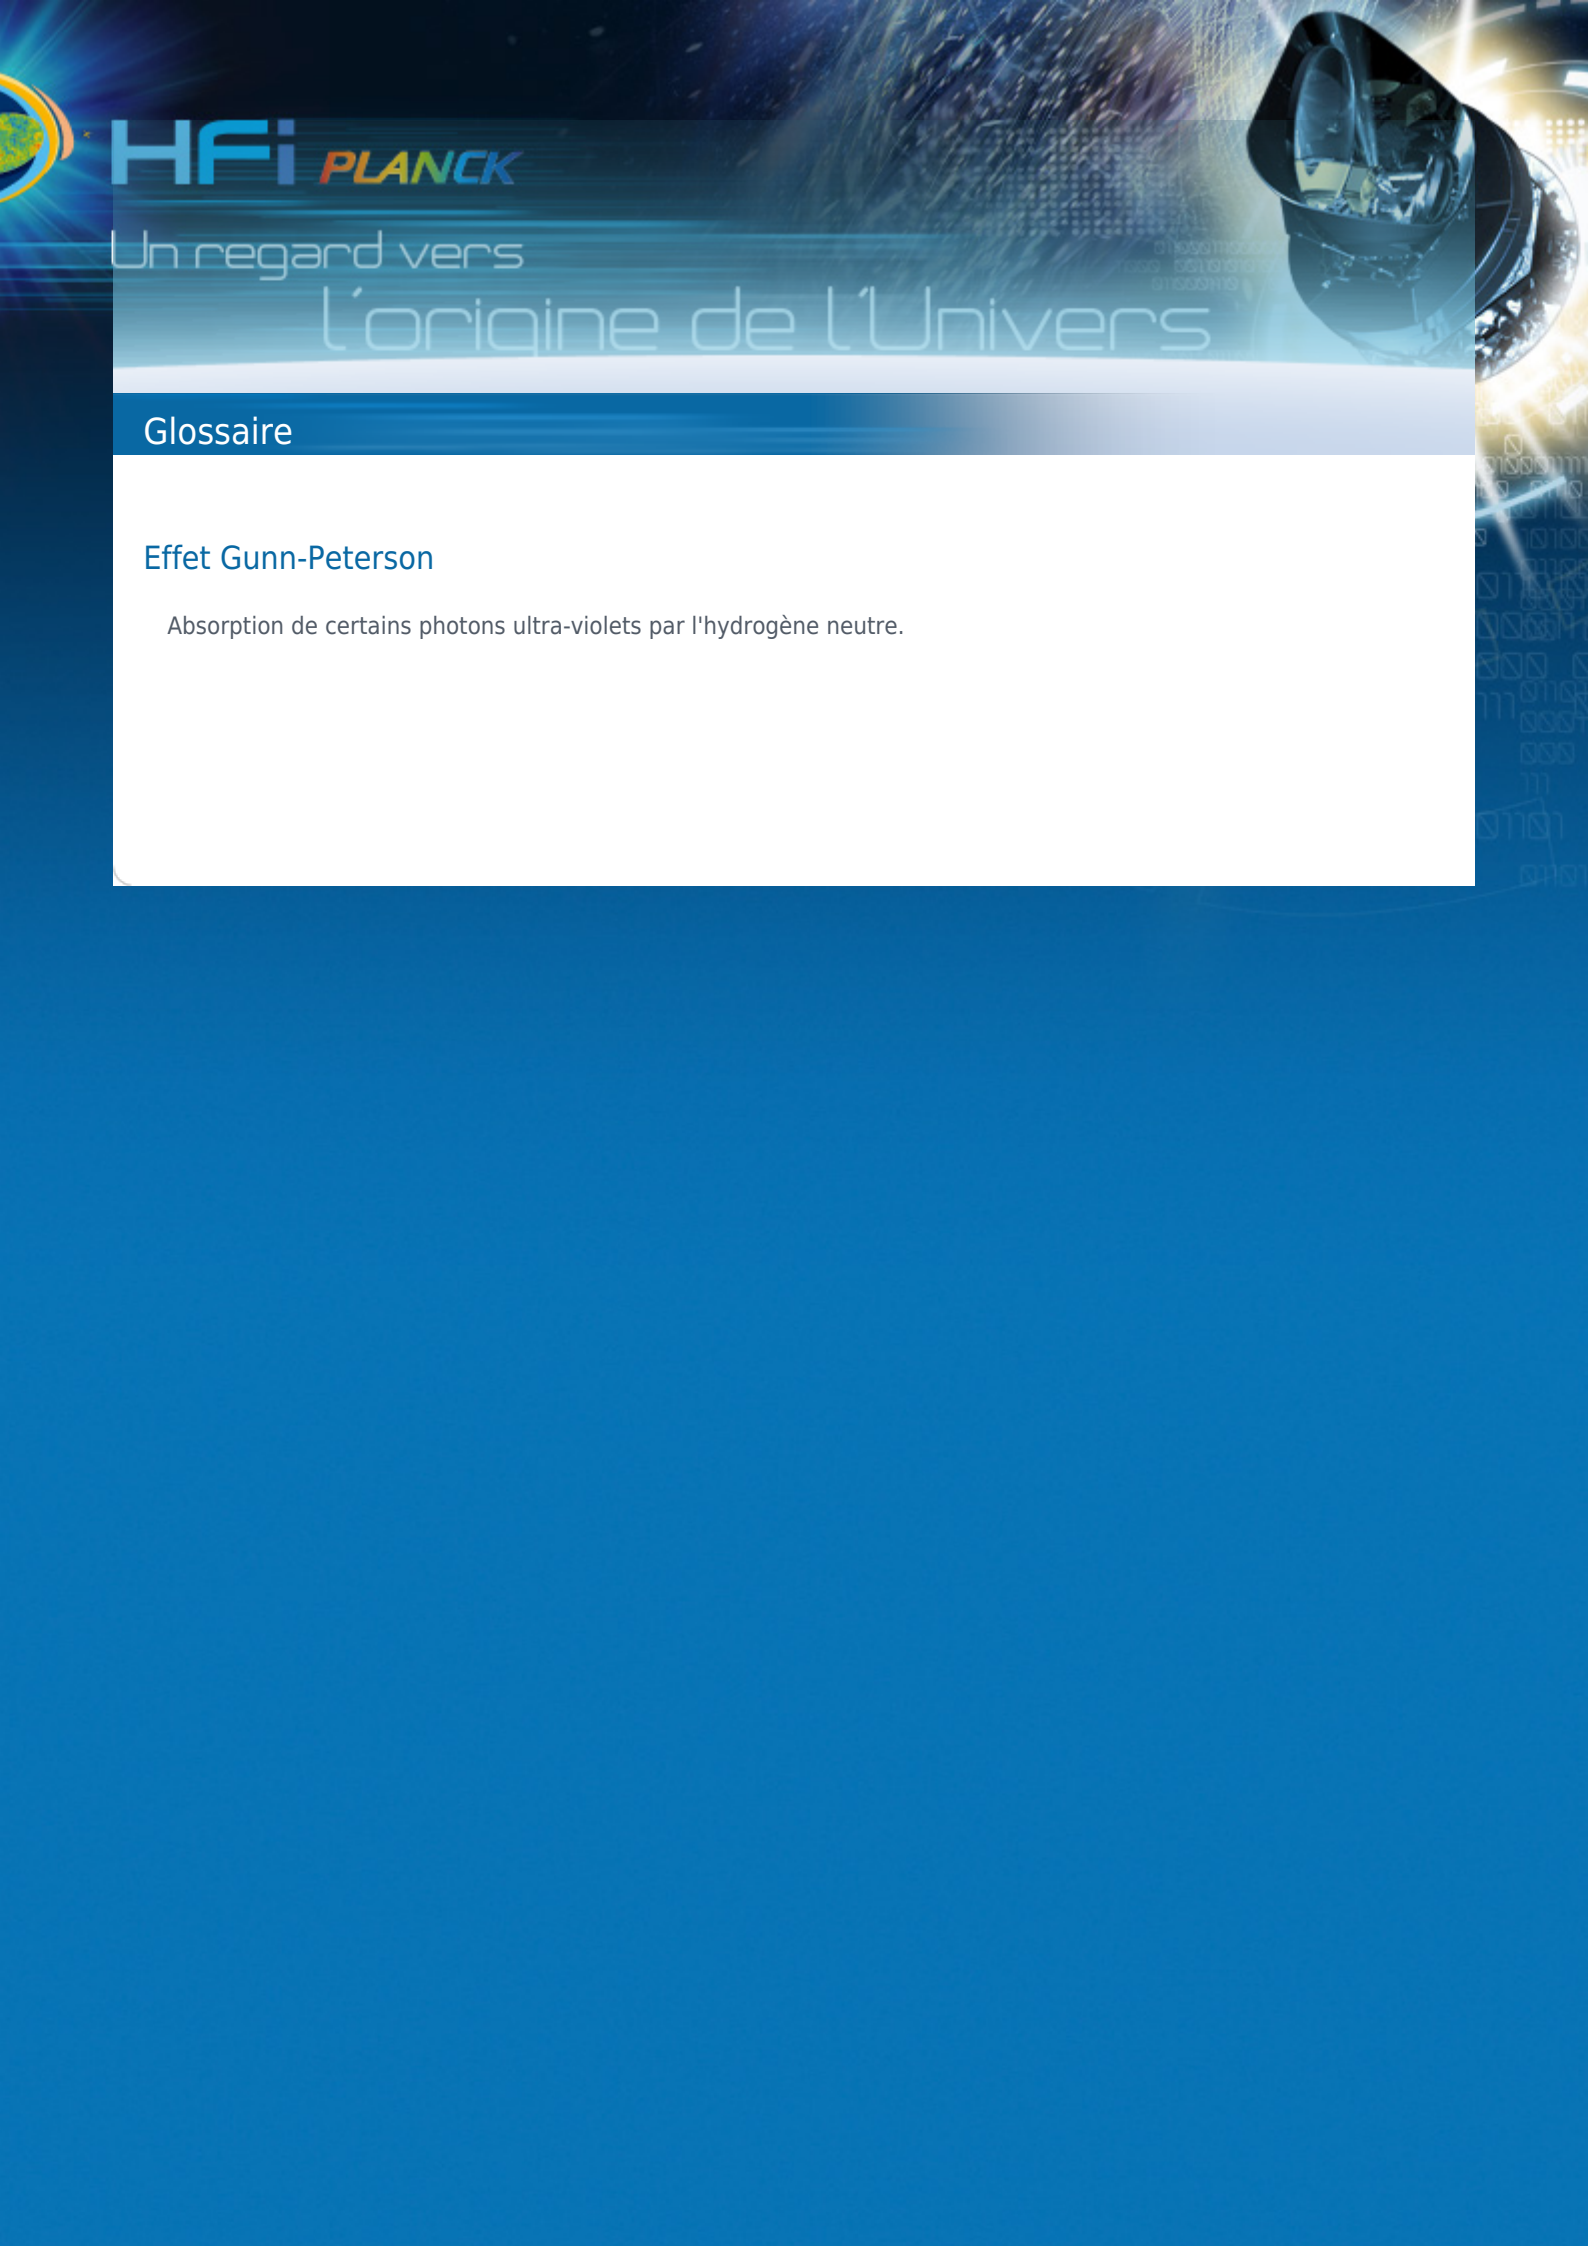 HFi PLANCK
Un regard vers
l'origine de l'Univers
Glossaire
Effet Gunn-Peterson
Absorption de certains photons ultra-violets par l'hydrogène neutre.